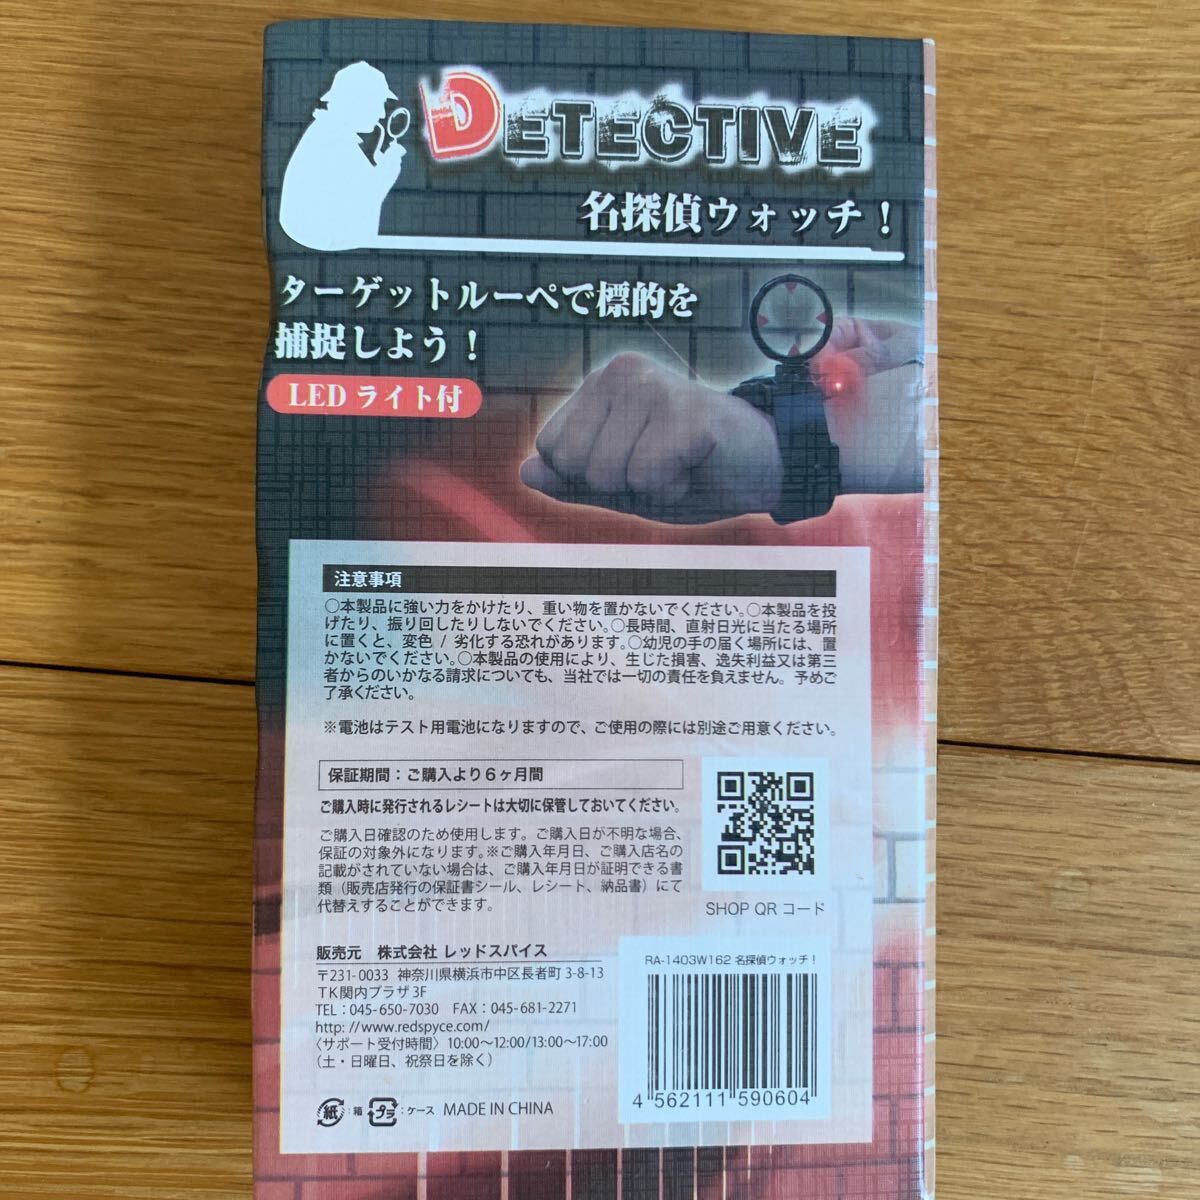 DETECTIVE
名探偵ウォッチ！
ターゲットルーペで標的を
捕捉しよう！
LED ライト付
注意事項
○本製品に強い力をかけたり、重い物を置かないでください。○本製品を投
げたり、振り回したりしないでください。○長時間、直射日光に当たる場所
に置くと、変色 / 劣化する恐れがあります。○幼児の手の届く場所には、置
かないでください。○本製品の使用により、生じた損害、逸失利益又は第三
者からのいかなる請求についても、当社では一切の責任を負えません。予めご
了承ください。
※電池はテスト用電池になりますので、ご使用の際には別途ご用意ください。
保証期間：ご購入より６ヶ月間
ご購入時に発行されるレシートは大切に保管しておいてください。
ご購入日確認のため使用します。ご購入日が不明な場合、
保証の対象外になります。※ご購入年月日、ご購入店名の
記載がされていない場合は、ご購入年月日が証明できる書
類（販売店発行の保証書シール、レシート、納品書）にて
代替えすることができます。
SHOP QR コード
販売元　株式会社 レッドスパイス
〒231-0033 神奈川県横浜市中区長者町 3-8-13
TK関内プラザ 3F
TEL：045-650-7030　FAX：045-681-2271
http://www.redspyce.com/
〈サポート受付時間〉10:00～12:00/13:00～17:00
（土・日曜日、祝祭日を除く）
RA-1403W162 名探偵ウォッチ！
4 562111 590604
紙：箱 プラ：ケース MADE IN CHINA